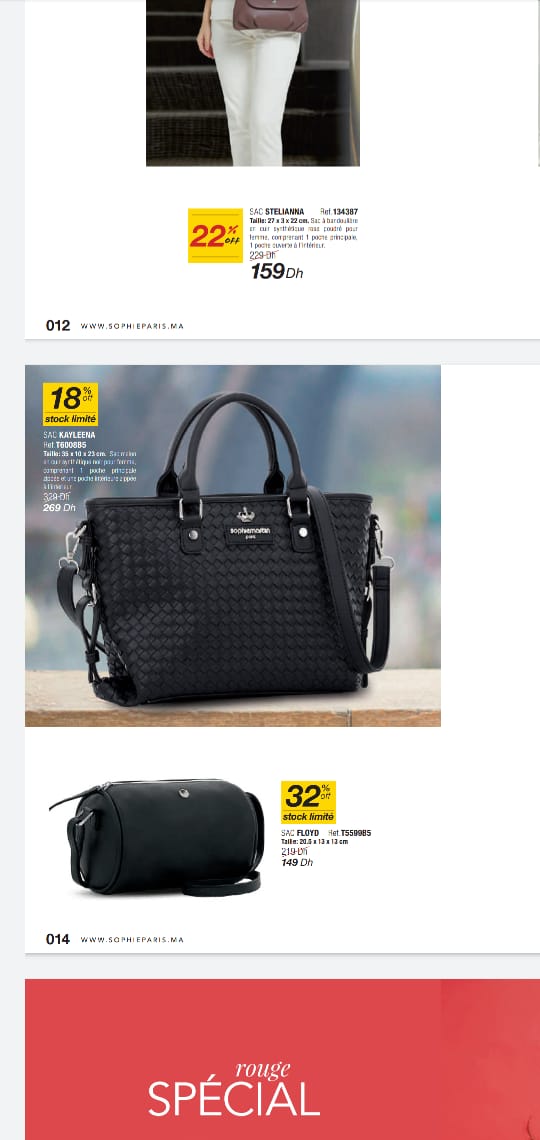 22% OFF
SAC STELIANNA Ref.134387
Taille: 27 x 3 x 22 cm. Sac à bandoulière
en cuir synthétique rose poudré pour
femme, comprenant 1 poche principale,
1 poche ouverte à l'intérieur.
229 Dh
159 Dh
012 WWW.SOPHIEPARIS.MA
18% off
stock limité
SAC KAYLEENA
Ref.T6008B5
Taille: 35 x 10 x 23 cm. Sac main
en cuir synthétique noir pour femme,
comprenant 1 poche principale
zippée et une poche intérieure zippée
à l'intérieur.
329 Dh
269 Dh
sophiemartin
paris
32% off
stock limité
SAC FLOYD Ref.T5599B5
Taille: 20.5 x 13 x 13 cm
219 Dh
149 Dh
014 WWW.SOPHIEPARIS.MA
rouge
SPÉCIAL